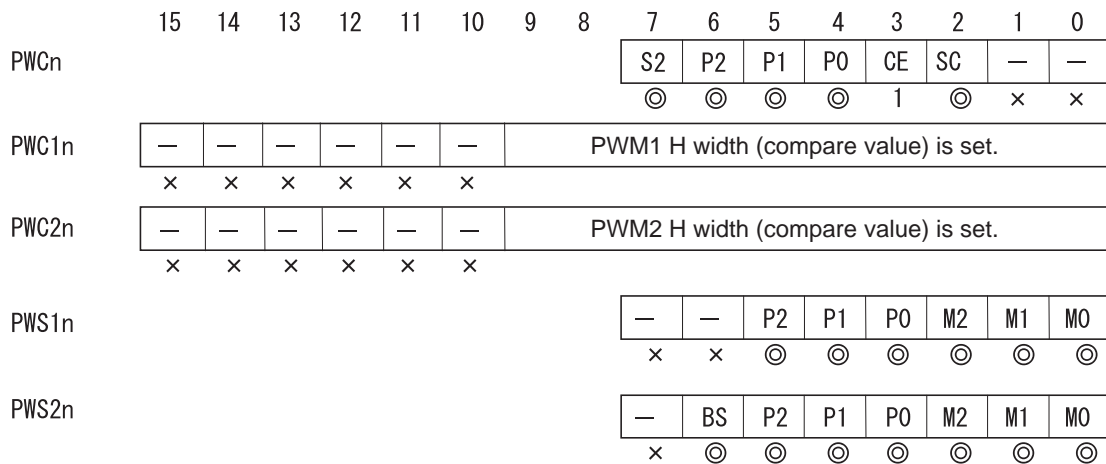 15 14 13 12 11 10 9 8 7 6 5 4 3 2 1 0
PWCn S2 P2 P1 P0 CE SC — —
◎ ◎ ◎ ◎ 1 ◎ × ×
PWC1n — — — — — — PWM1 H width (compare value) is set.
× × × × × ×
PWC2n — — — — — — PWM2 H width (compare value) is set.
× × × × × ×
PWS1n — — P2 P1 P0 M2 M1 M0
× × ◎ ◎ ◎ ◎ ◎ ◎
PWS2n — BS P2 P1 P0 M2 M1 M0
× ◎ ◎ ◎ ◎ ◎ ◎ ◎